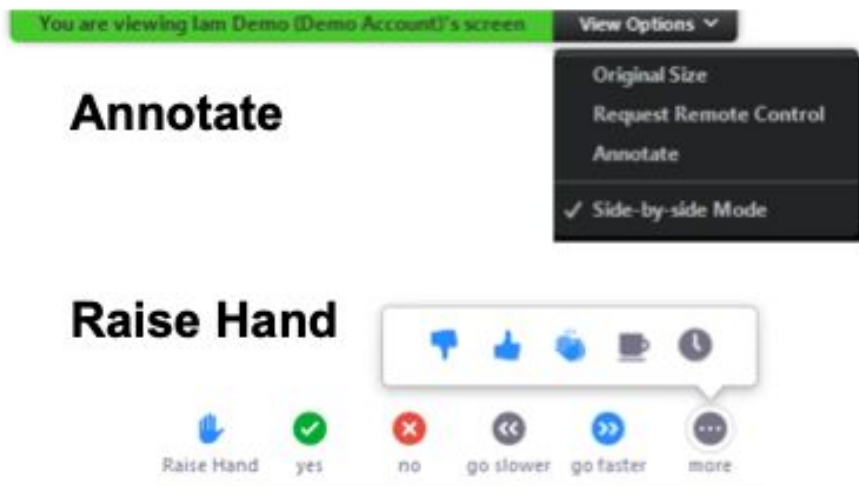 You are viewing Iam Demo (Demo Account)'s screen View Options
Annotate
Original Size
Request Remote Control
Annotate
Side-by-side Mode
Raise Hand
Raise Hand yes no go slower go faster more